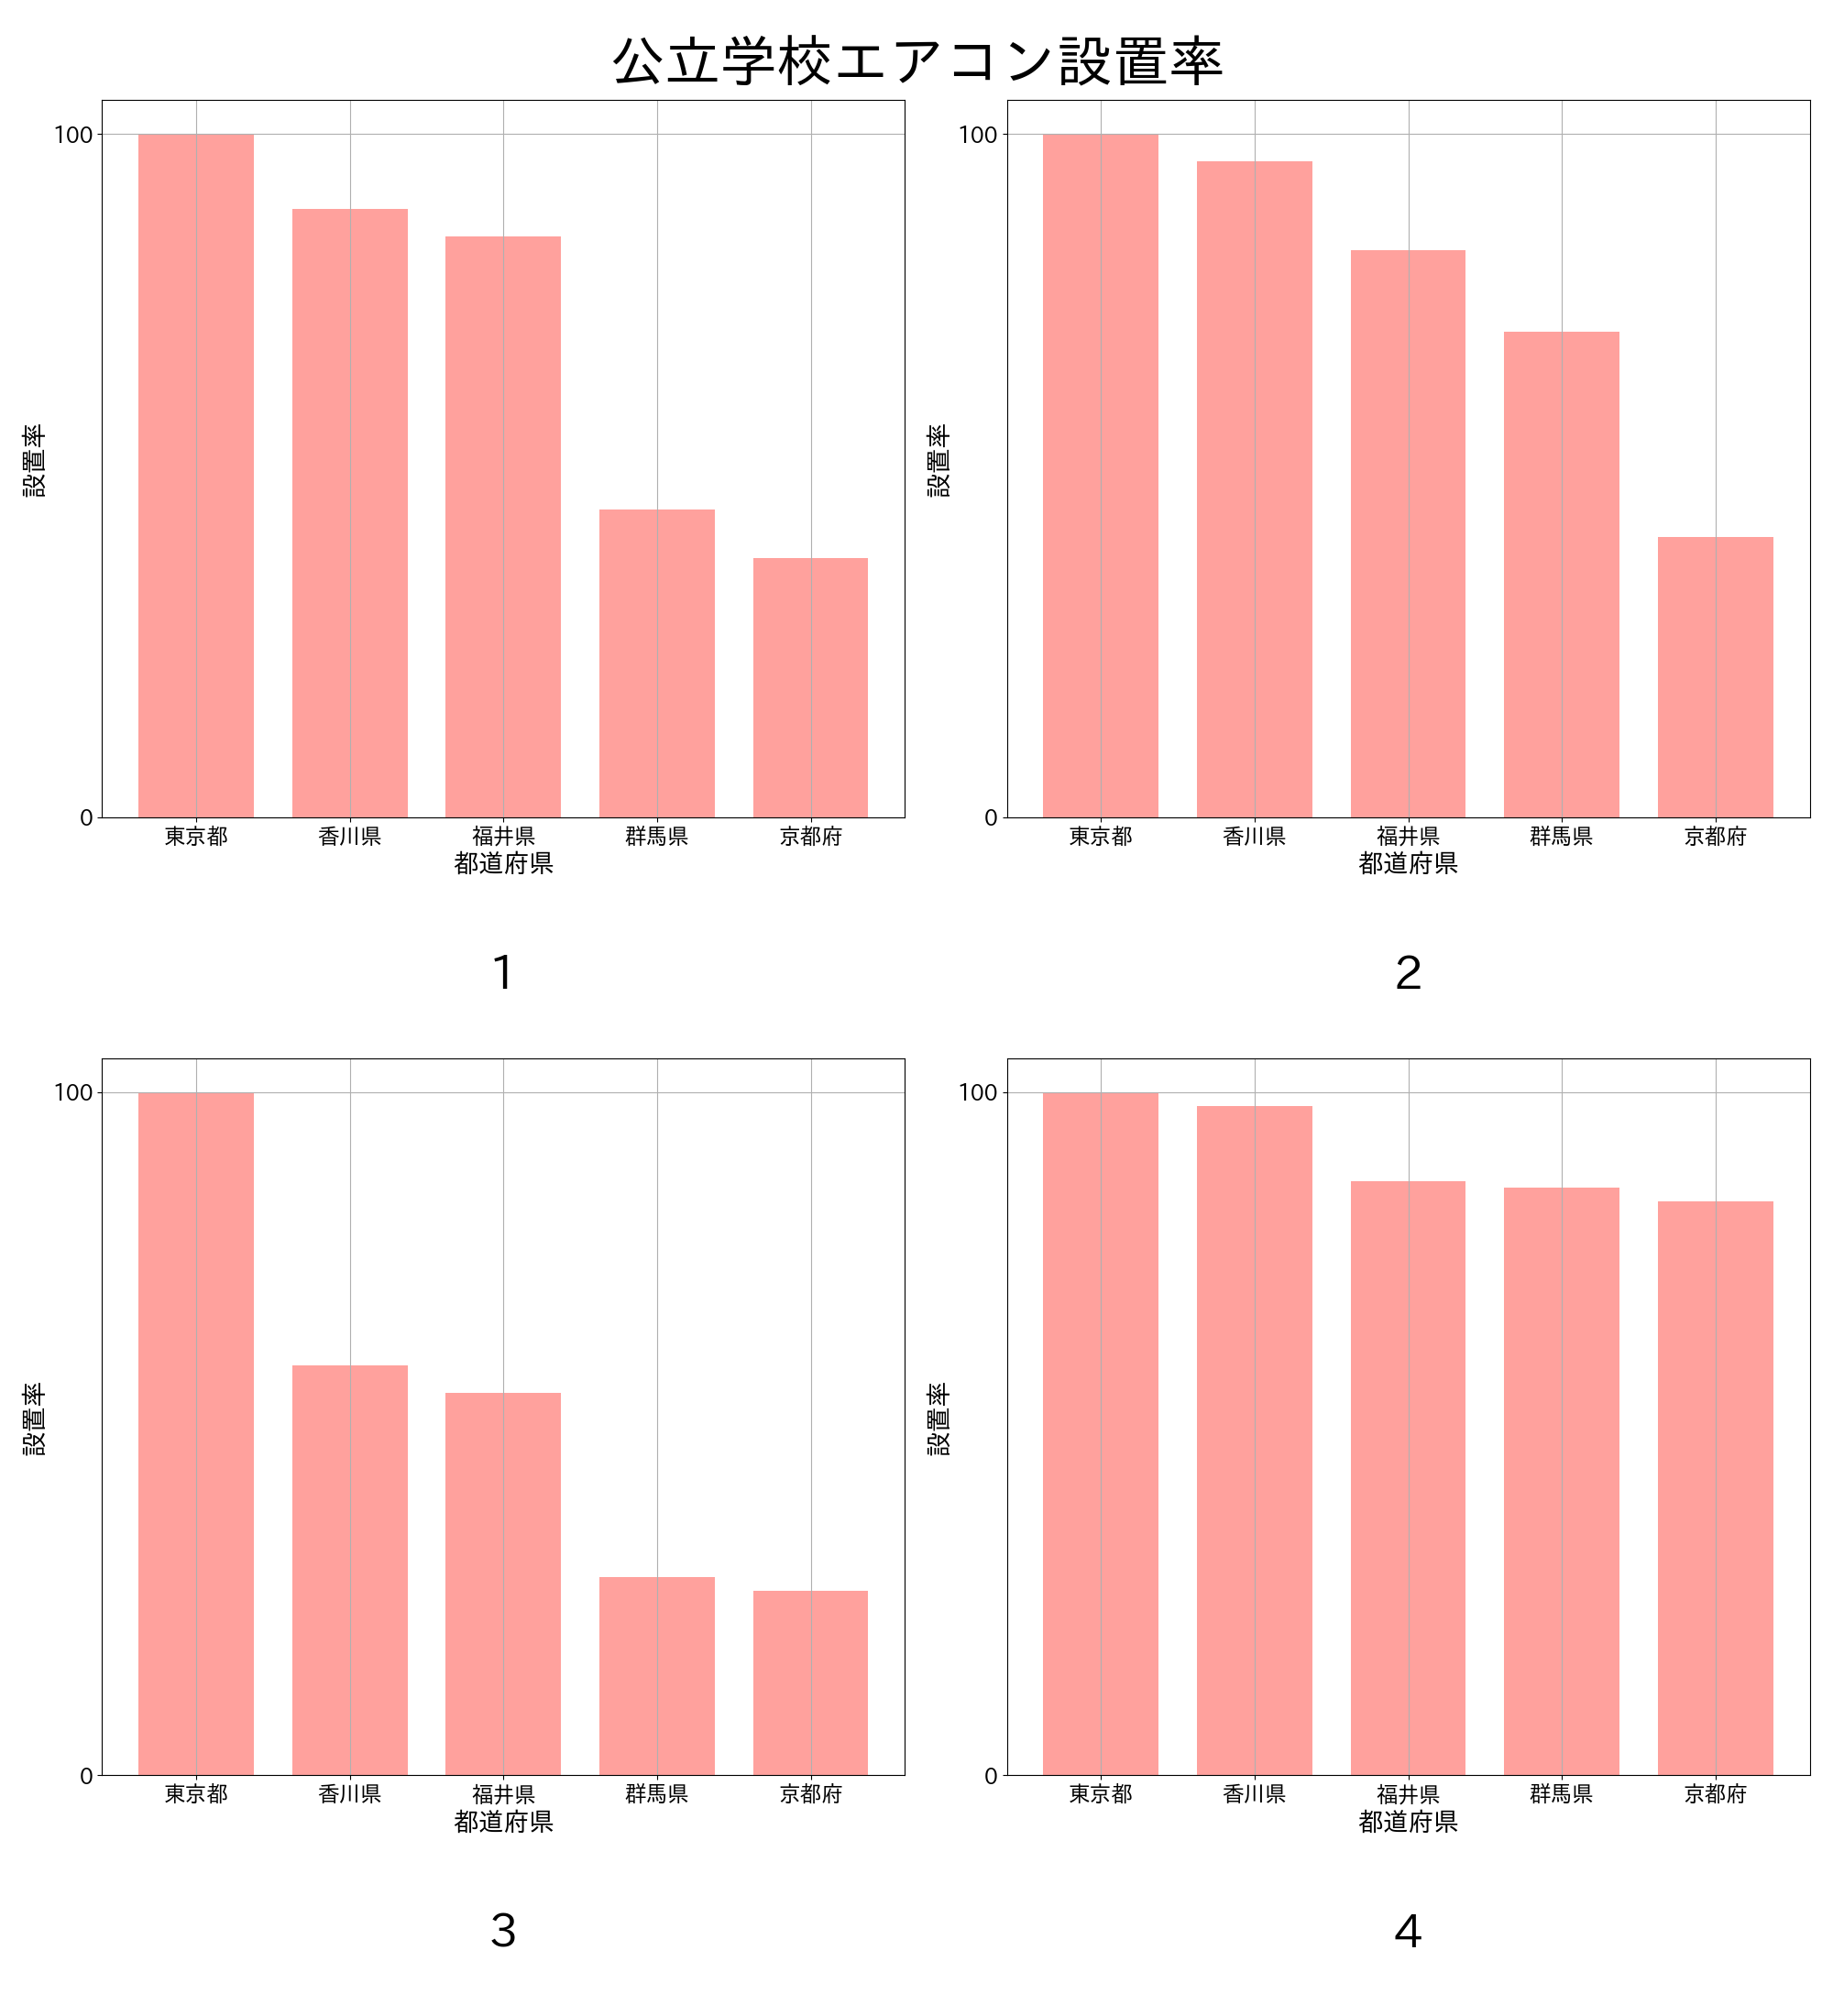 公立学校エアコン設置率
100
設置率
0
東京都 香川県 福井県 群馬県 京都府
都道府県
1
100
設置率
0
東京都 香川県 福井県 群馬県 京都府
都道府県
2
100
設置率
0
東京都 香川県 福井県 群馬県 京都府
都道府県
3
100
設置率
0
東京都 香川県 福井県 群馬県 京都府
都道府県
4